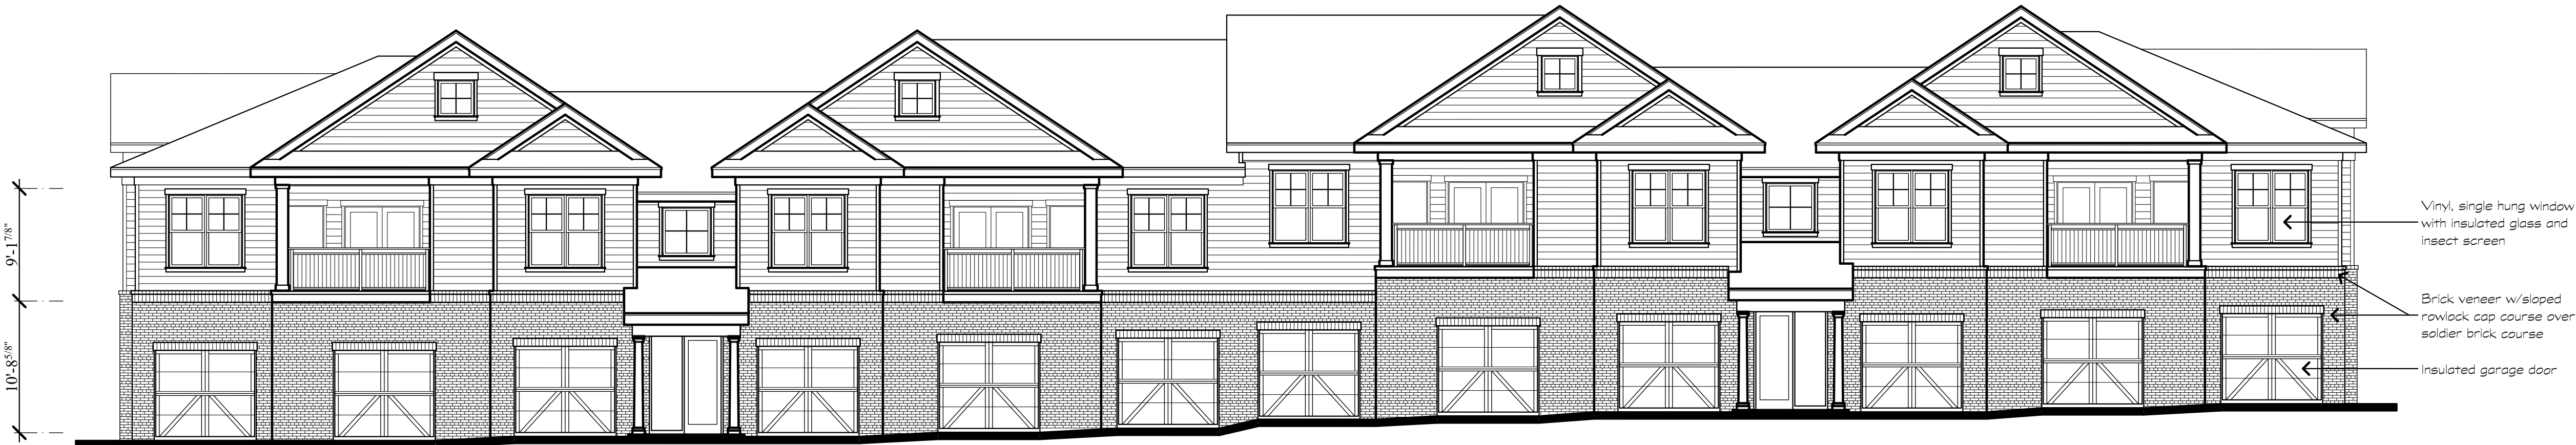 9'-1 7/8"
10'-8 5/8"
Vinyl, single hung window
with insulated glass and
insect screen
Brick veneer w/sloped
rowlock cap course over
soldier brick course
Insulated garage door